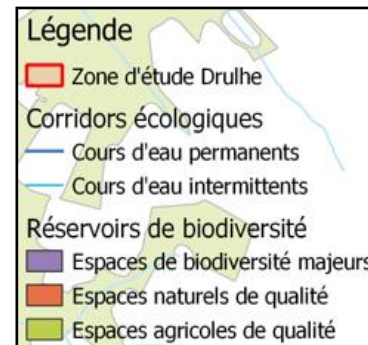 Légende
Zone d'étude Drulhe
Corridors écologiques
Cours d'eau permanents
Cours d'eau intermittents
Réservoirs de biodiversité
Espaces de biodiversité majeurs
Espaces naturels de qualité
Espaces agricoles de qualité